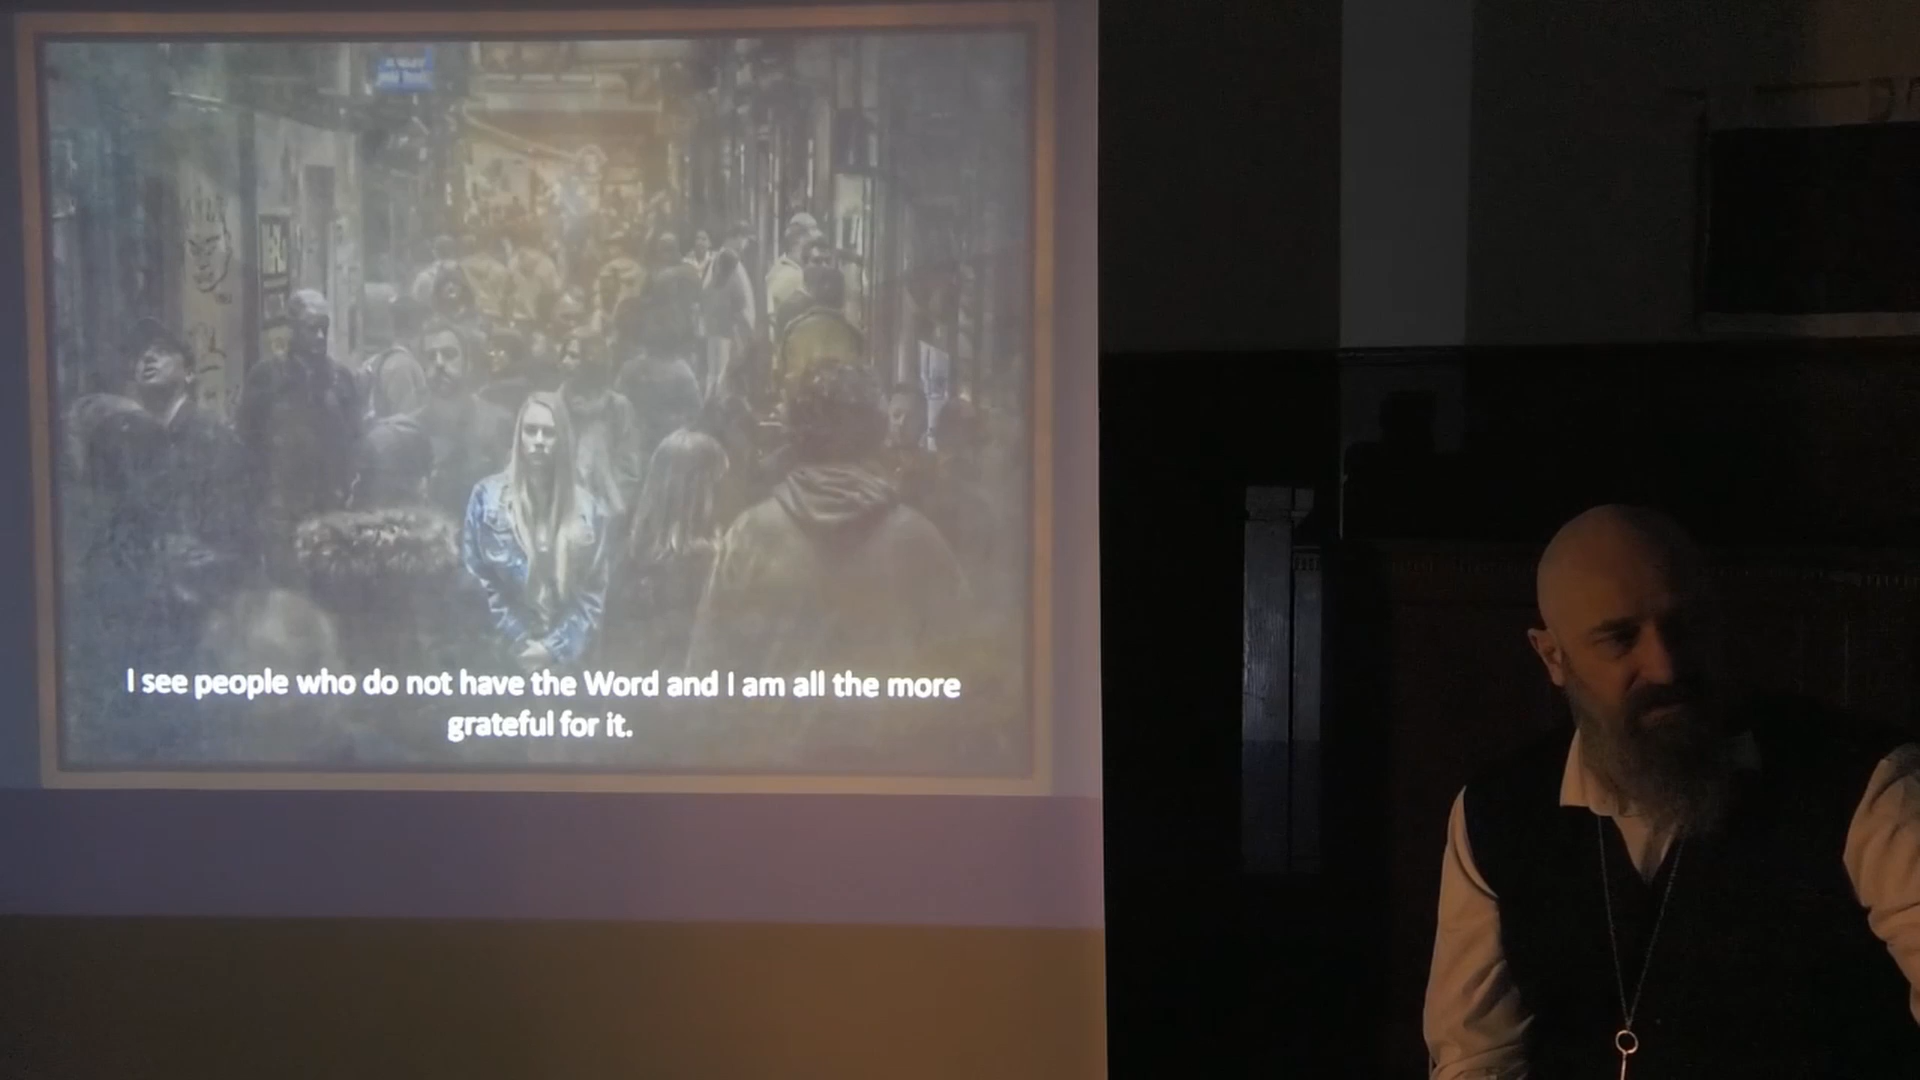 I see people who do not have the Word and I am all the more
grateful for it.